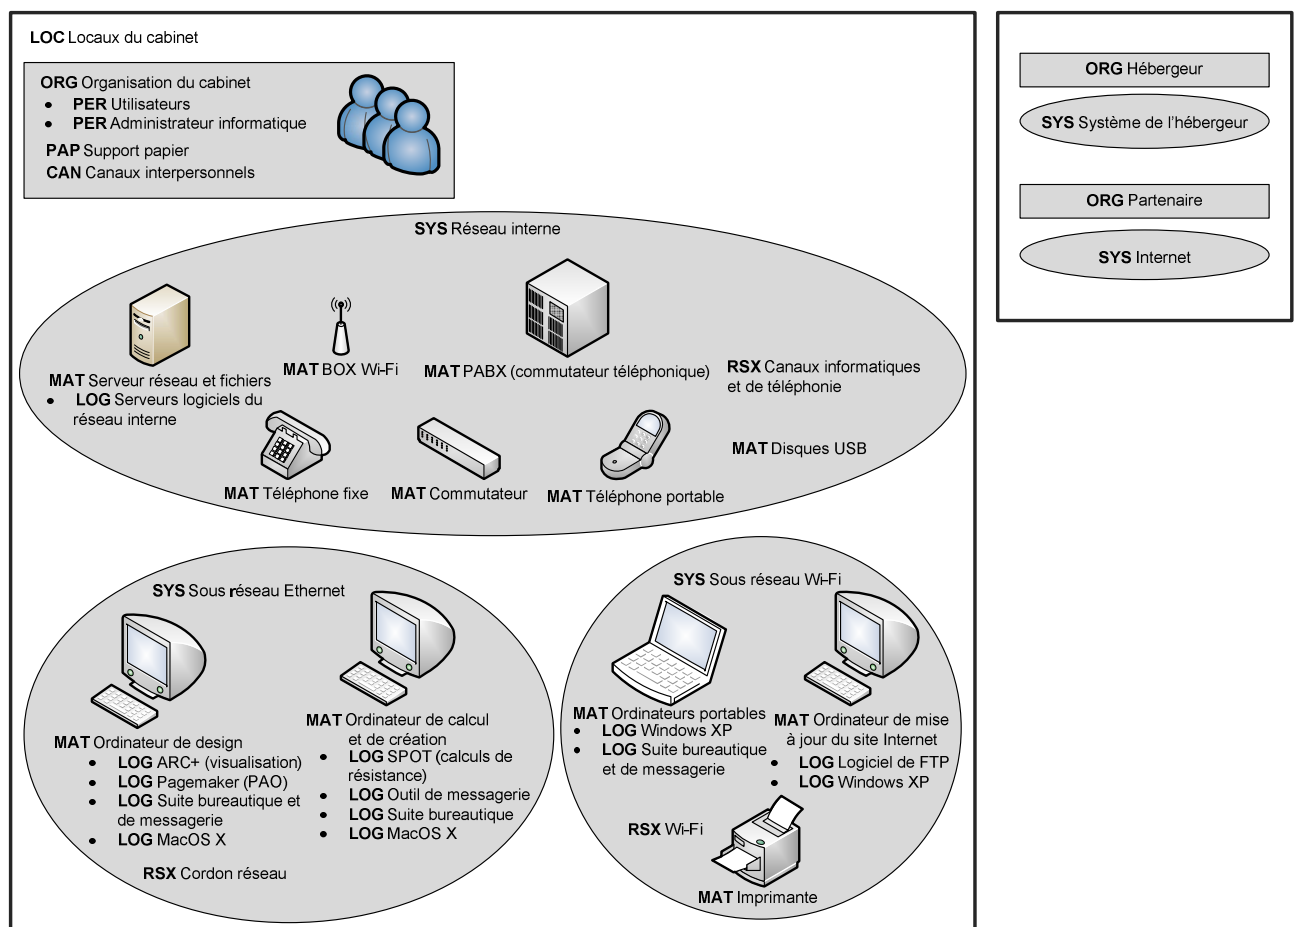 LOC Locaux du cabinet
ORG Organisation du cabinet
• PER Utilisateurs
• PER Administrateur informatique
PAP Support papier
CAN Canaux interpersonnels
SYS Réseau interne
MAT Serveur réseau et fichiers
• LOG Serveurs logiciels du
réseau interne
MAT BOX Wi-Fi
MAT PABX (commutateur téléphonique)
RSX Canaux informatiques
et de téléphonie
MAT Téléphone fixe
MAT Commutateur
MAT Téléphone portable
MAT Disques USB
SYS Sous réseau Ethernet
MAT Ordinateur de design
• LOG ARC+ (visualisation)
• LOG Pagemaker (PAO)
• LOG Suite bureautique et
de messagerie
• LOG MacOS X
MAT Ordinateur de calcul
et de création
• LOG SPOT (calculs de
résistance)
• LOG Outil de messagerie
• LOG Suite bureautique
• LOG MacOS X
RSX Cordon réseau
SYS Sous réseau Wi-Fi
MAT Ordinateurs portables
• LOG Windows XP
• LOG Suite bureautique
et de messagerie
MAT Ordinateur de mise
à jour du site Internet
• LOG Logiciel de FTP
• LOG Windows XP
RSX Wi-Fi
MAT Imprimante
ORG Hébergeur
SYS Système de l'hébergeur
ORG Partenaire
SYS Internet